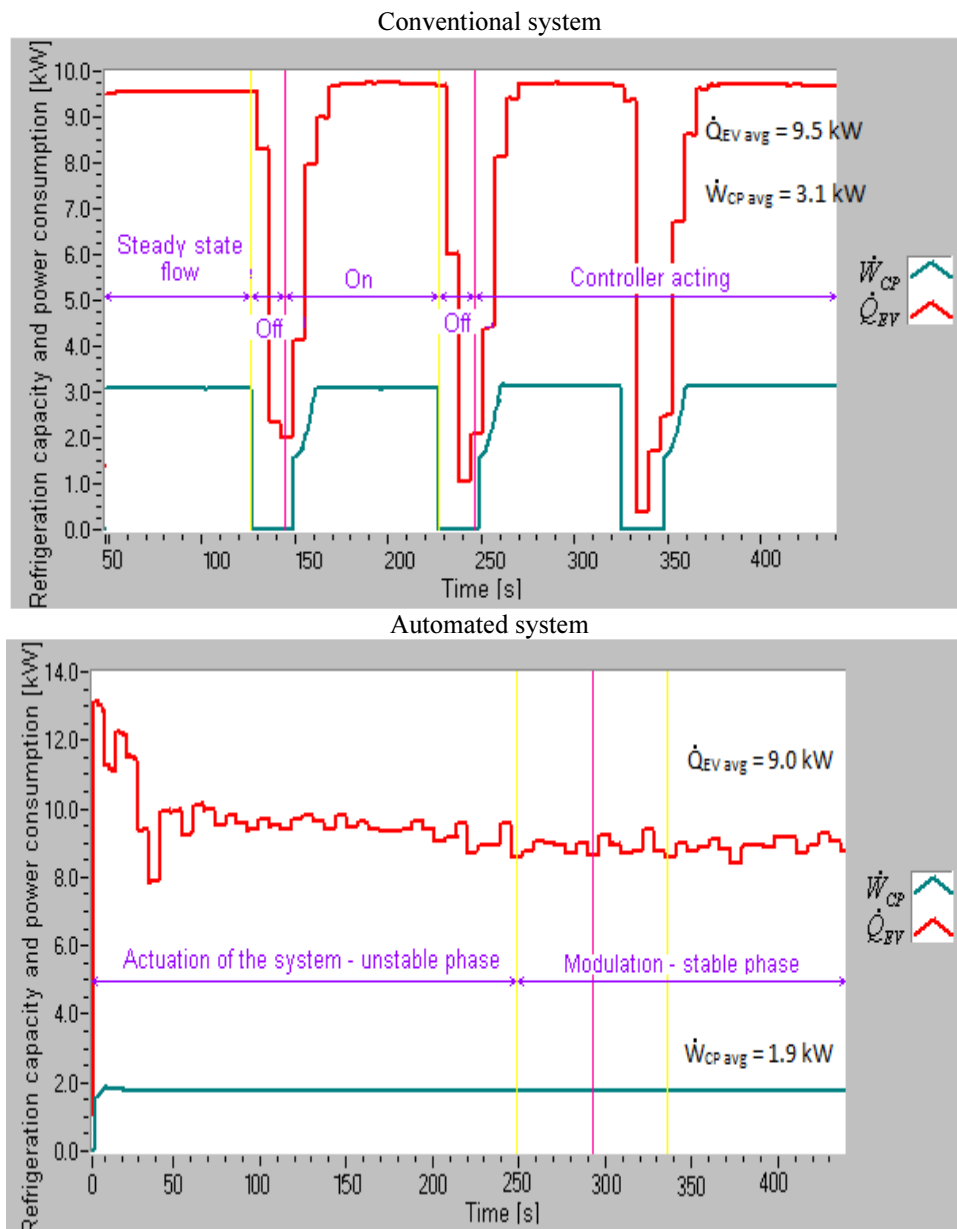 Conventional system
Refrigeration capacity and power consumption [kW]
10.0
9.0
8.0
7.0
6.0
5.0
4.0
3.0
2.0
1.0
0.0
Q̇EV avg = 9.5 kW
ẆCP avg = 3.1 kW
Steady state
flow
On
Controller acting
Off
Off
ẆCP
Q̇EV
50 100 150 200 250 300 350 400
Time [s]
Automated system
Refrigeration capacity and power consumption [kW]
14.0
12.0
10.0
8.0
6.0
4.0
2.0
0.0
Q̇EV avg = 9.0 kW
Actuation of the system - unstable phase
Modulation - stable phase
ẆCP avg = 1.9 kW
ẆCP
Q̇EV
0 50 100 150 200 250 300 350 400
Time [s]